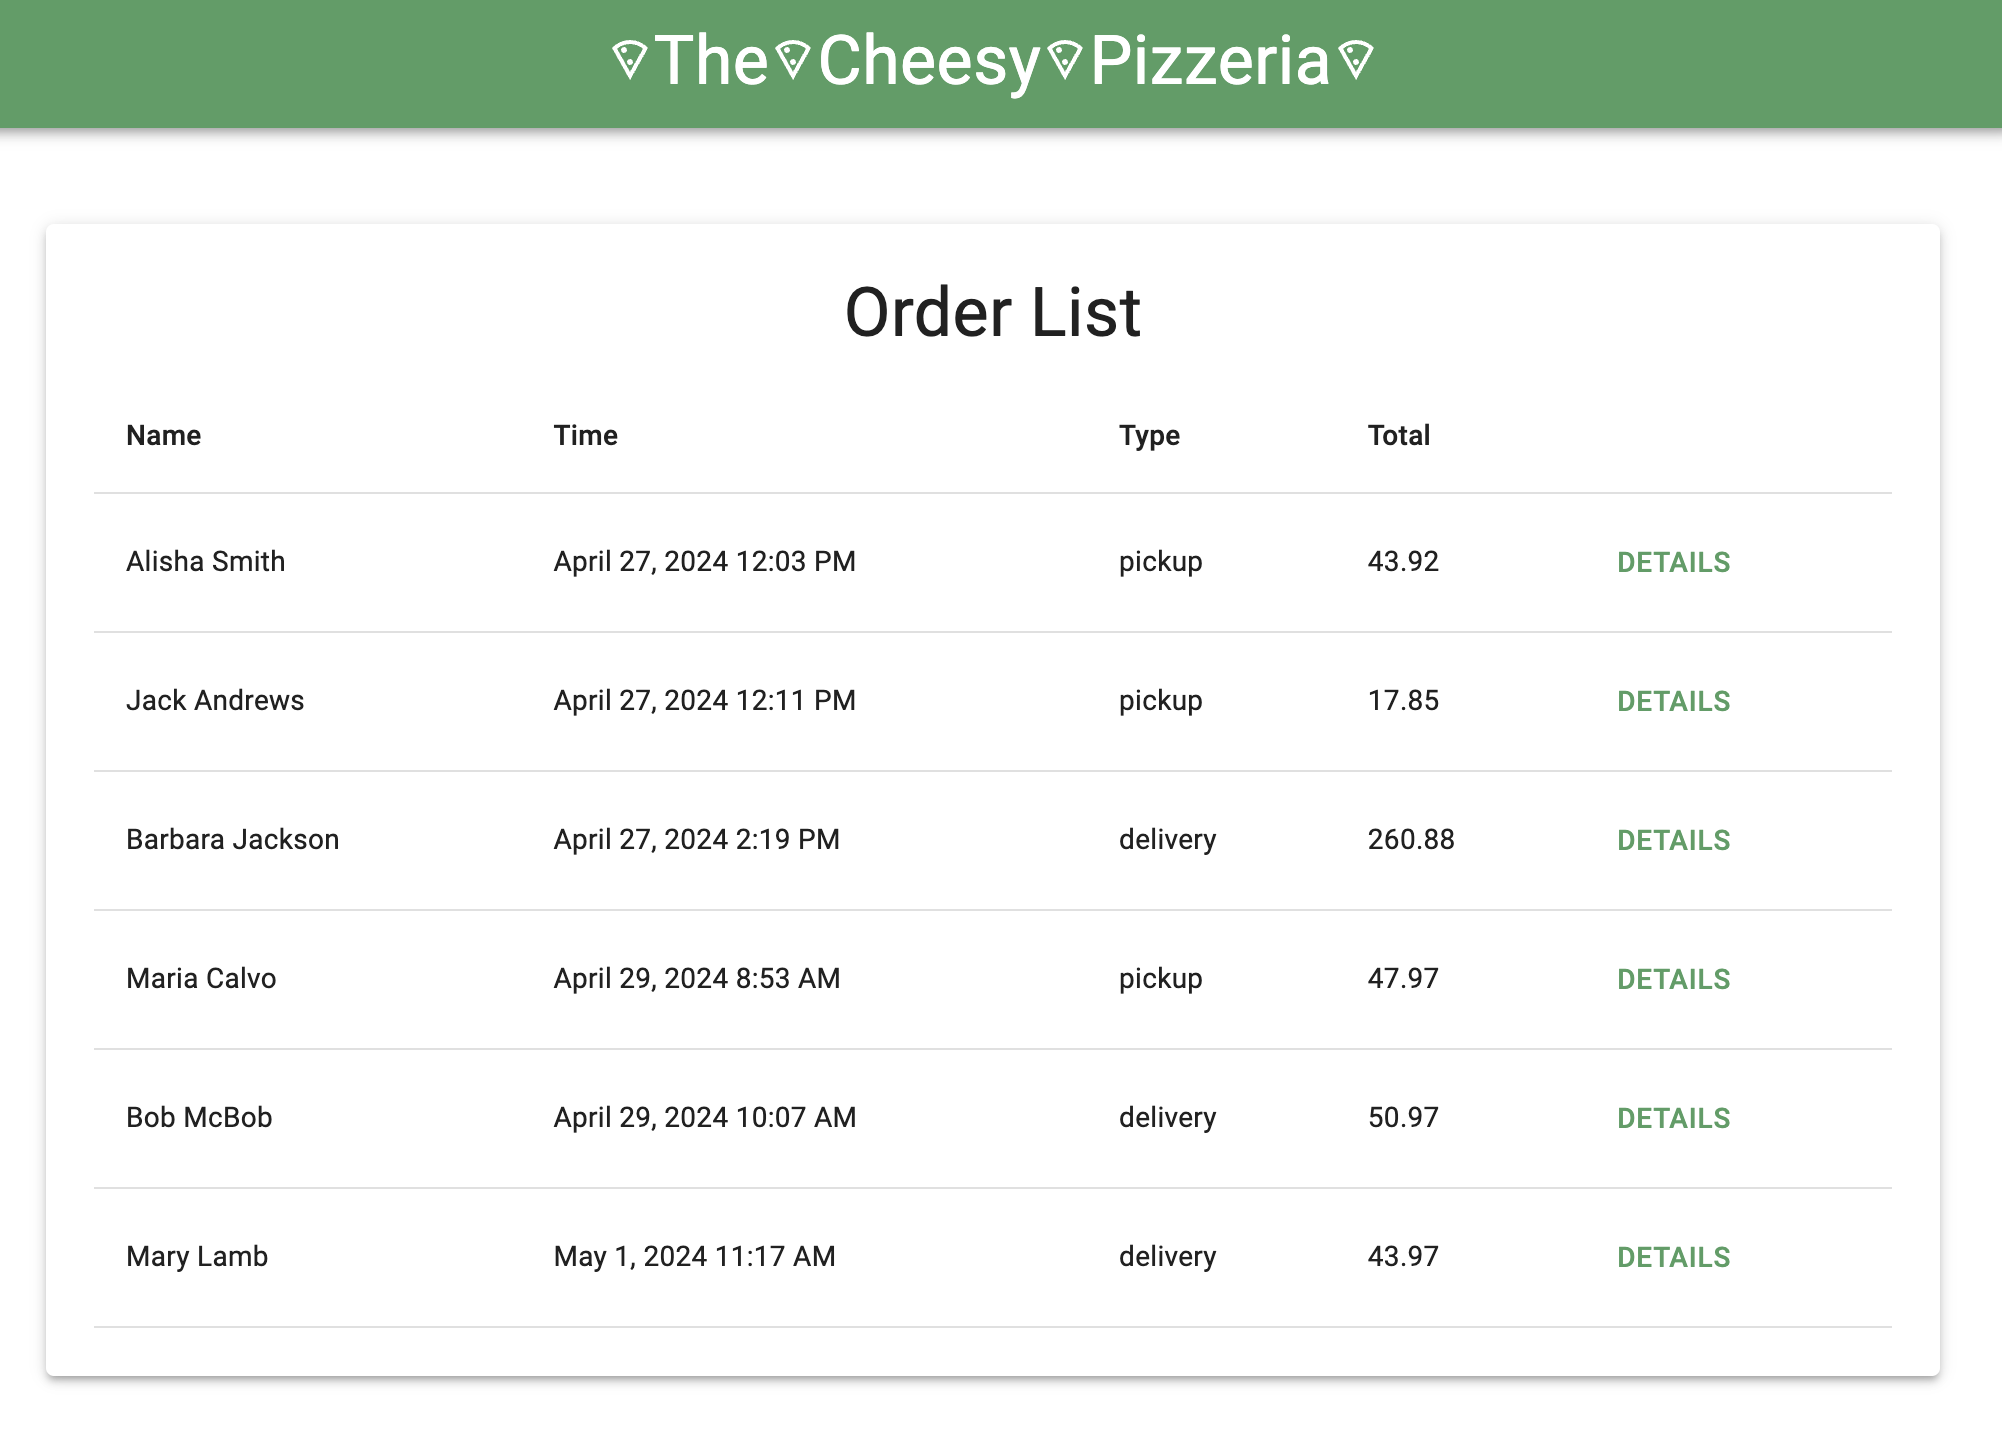 The Cheesy Pizzeria
Order List
Name Time Type Total
Alisha Smith April 27, 2024 12:03 PM pickup 43.92 DETAILS
Jack Andrews April 27, 2024 12:11 PM pickup 17.85 DETAILS
Barbara Jackson April 27, 2024 2:19 PM delivery 260.88 DETAILS
Maria Calvo April 29, 2024 8:53 AM pickup 47.97 DETAILS
Bob McBob April 29, 2024 10:07 AM delivery 50.97 DETAILS
Mary Lamb May 1, 2024 11:17 AM delivery 43.97 DETAILS